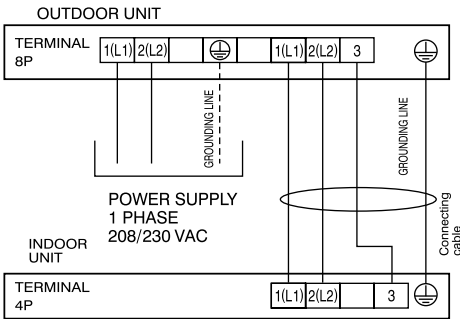 OUTDOOR UNIT
TERMINAL
8P
1(L1) 2(L2) 1(L1) 2(L2) 3
GROUNDING LINE
GROUNDING LINE
POWER SUPPLY
1 PHASE
208/230 VAC
Connecting
cable
INDOOR
UNIT
TERMINAL
4P
1(L1) 2(L2) 3